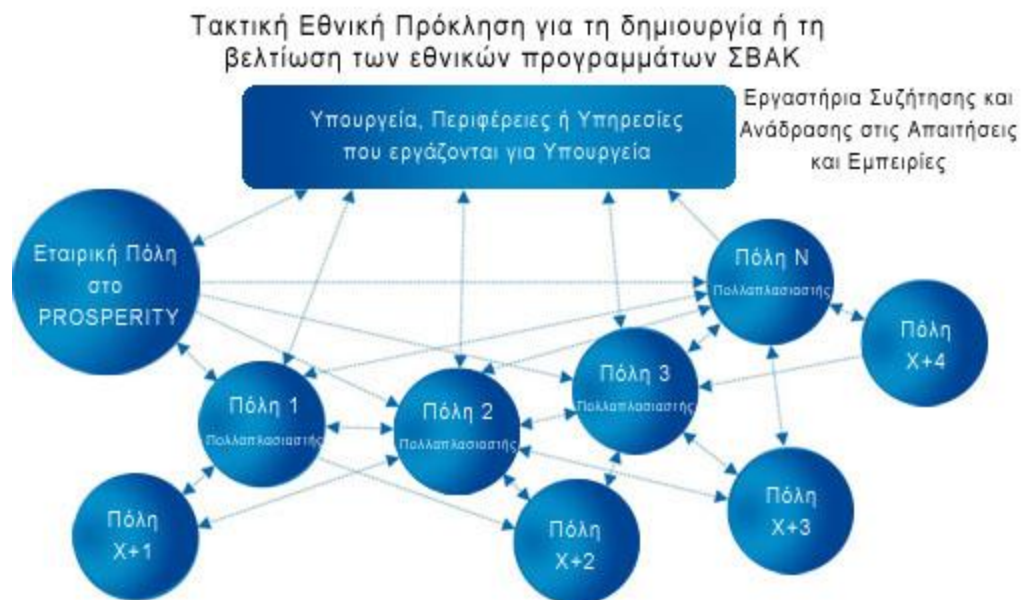 Τακτική Εθνική Πρόκληση για τη δημιουργία ή τη
βελτίωση των εθνικών προγραμμάτων ΣΒΑΚ
Υπουργεία, Περιφέρειες ή Υπηρεσίες
που εργάζονται για Υπουργεία
Εργαστήρια Συζήτησης και
Ανάδρασης στις Απαιτήσεις
και Εμπειρίες
Εταιρική Πόλη
στο
PROSPERITY
Πόλη Ν
Πολλαπλασιαστής
Πόλη
Χ+4
Πόλη 3
Πολλαπλασιαστής
Πόλη 1
Πολλαπλασιαστής
Πόλη 2
Πολλαπλασιαστής
Πόλη
Χ+1
Πόλη
Χ+2
Πόλη
Χ+3